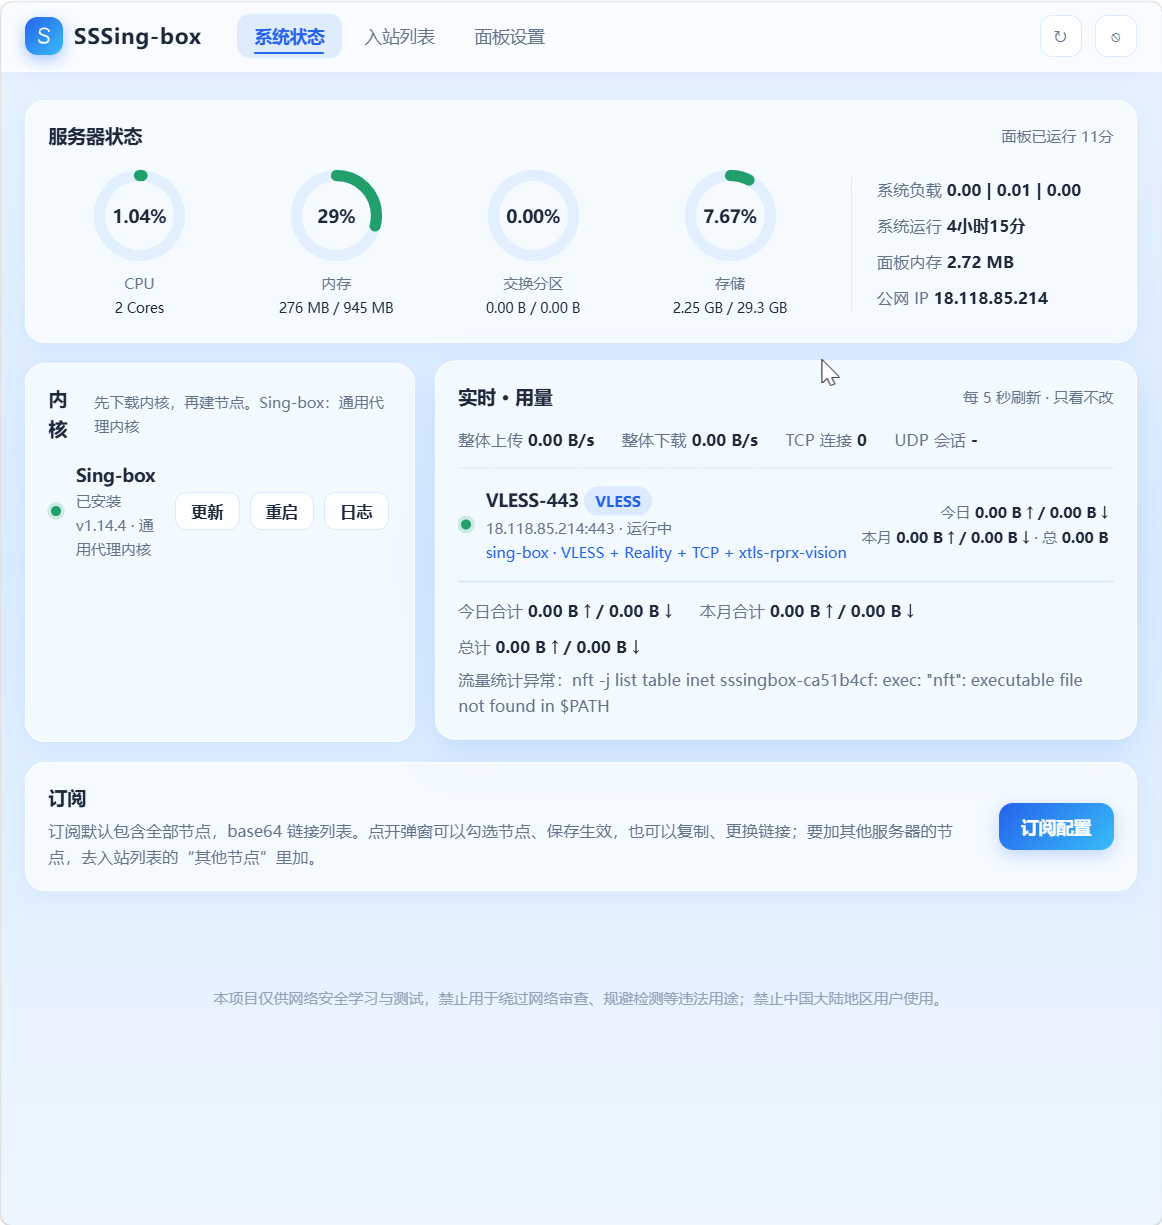 S SSSing-box 系统状态 入站列表 面板设置
服务器状态 面板已运行 11分
1.04% 29% 0.00% 7.67%
CPU 内存 交换分区 存储
2 Cores 276 MB / 945 MB 0.00 B / 0.00 B 2.25 GB / 29.3 GB
系统负载 0.00 | 0.01 | 0.00
系统运行 4小时15分
面板内存 2.72 MB
公网 IP 18.118.85.214
内
核
先下载内核，再建节点。Sing-box：通用代
理内核
Sing-box
已安装
v1.14.4 · 通
用代理内核
更新 重启 日志
实时 • 用量 每 5 秒刷新 · 只看不改
整体上传 0.00 B/s 整体下载 0.00 B/s TCP 连接 0 UDP 会话 -
VLESS-443 VLESS
18.118.85.214:443 · 运行中
sing-box · VLESS + Reality + TCP + xtls-rprx-vision
今日 0.00 B ↑ / 0.00 B ↓
本月 0.00 B ↑ / 0.00 B ↓ · 总 0.00 B
今日合计 0.00 B ↑ / 0.00 B ↓ 本月合计 0.00 B ↑ / 0.00 B ↓
总计 0.00 B ↑ / 0.00 B ↓
流量统计异常：nft -j list table inet sssingbox-ca51b4cf: exec: "nft": executable file
not found in $PATH
订阅
订阅默认包含全部节点，base64 链接列表。点开弹窗可以勾选节点、保存生效，也可以复制、更换链接；要加其他服务器的节
点，去入站列表的“其他节点”里加。
订阅配置
本项目仅供网络安全学习与测试，禁止用于绕过网络审查、规避检测等违法用途；禁止中国大陆地区用户使用。